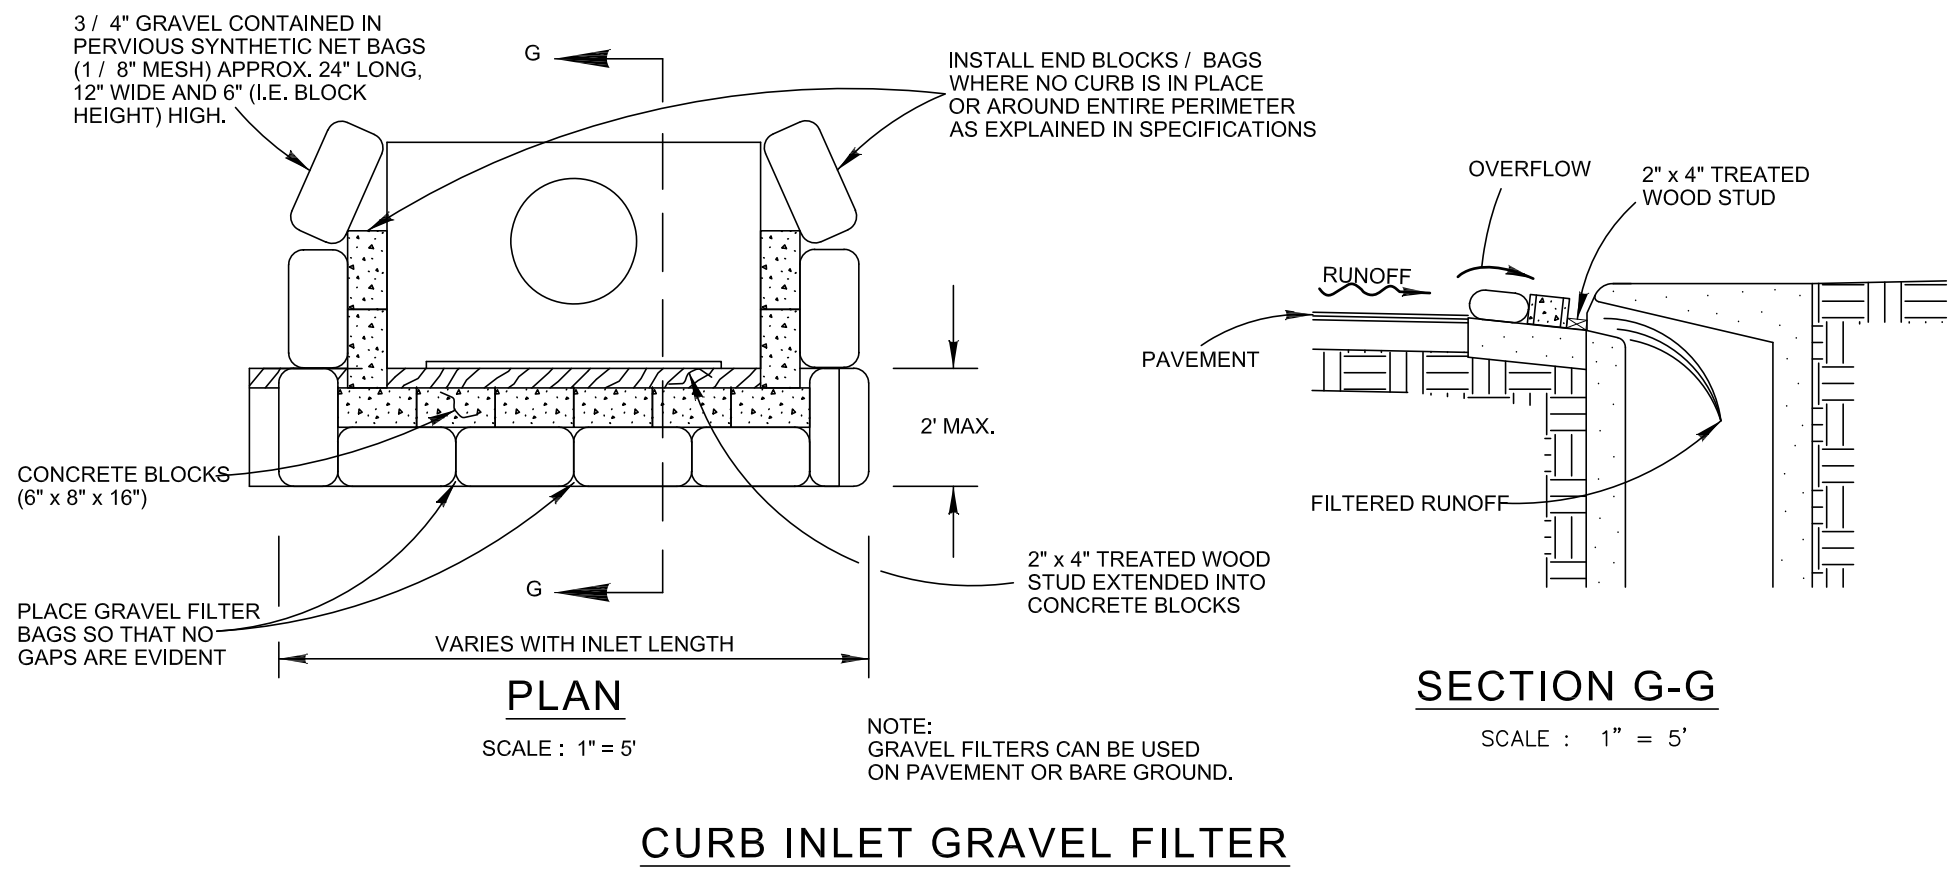 3 / 4" GRAVEL CONTAINED IN
PERVIOUS SYNTHETIC NET BAGS
(1 / 8" MESH) APPROX. 24" LONG,
12" WIDE AND 6" (I.E. BLOCK
HEIGHT) HIGH.
G
INSTALL END BLOCKS / BAGS
WHERE NO CURB IS IN PLACE
OR AROUND ENTIRE PERIMETER
AS EXPLAINED IN SPECIFICATIONS
OVERFLOW
2" x 4" TREATED
WOOD STUD
RUNOFF
PAVEMENT
2' MAX.
CONCRETE BLOCKS
(6" x 8" x 16")
FILTERED RUNOFF
2" x 4" TREATED WOOD
STUD EXTENDED INTO
CONCRETE BLOCKS
G
PLACE GRAVEL FILTER
BAGS SO THAT NO
GAPS ARE EVIDENT
VARIES WITH INLET LENGTH
PLAN
SCALE : 1" = 5'
SECTION G-G
SCALE : 1" = 5'
NOTE:
GRAVEL FILTERS CAN BE USED
ON PAVEMENT OR BARE GROUND.
CURB INLET GRAVEL FILTER